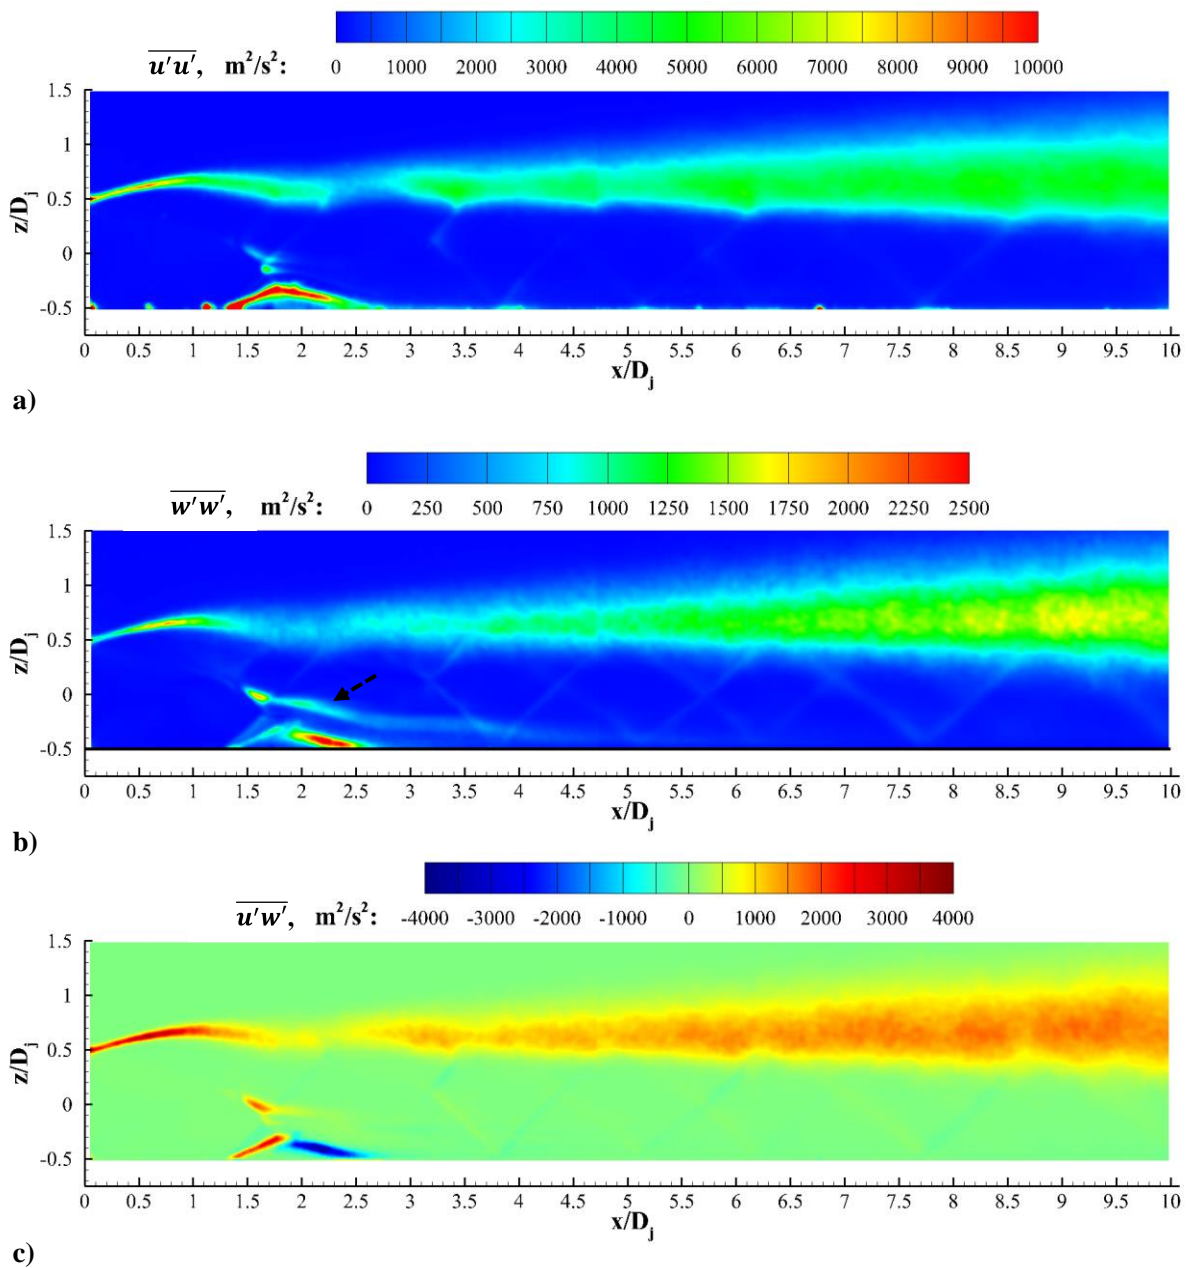 u'u', m²/s²: 0 1000 2000 3000 4000 5000 6000 7000 8000 9000 10000
1.5
1
0.5
0
-0.5
z/Dj
0 0.5 1 1.5 2 2.5 3 3.5 4 4.5 5 5.5 6 6.5 7 7.5 8 8.5 9 9.5 10
x/Dj
a)
w'w', m²/s²: 0 250 500 750 1000 1250 1500 1750 2000 2250 2500
1.5
1
0.5
0
-0.5
z/Dj
0 0.5 1 1.5 2 2.5 3 3.5 4 4.5 5 5.5 6 6.5 7 7.5 8 8.5 9 9.5 10
x/Dj
b)
u'w', m²/s²: -4000 -3000 -2000 -1000 0 1000 2000 3000 4000
1.5
1
0.5
0
-0.5
z/Dj
0 0.5 1 1.5 2 2.5 3 3.5 4 4.5 5 5.5 6 6.5 7 7.5 8 8.5 9 9.5 10
x/Dj
c)